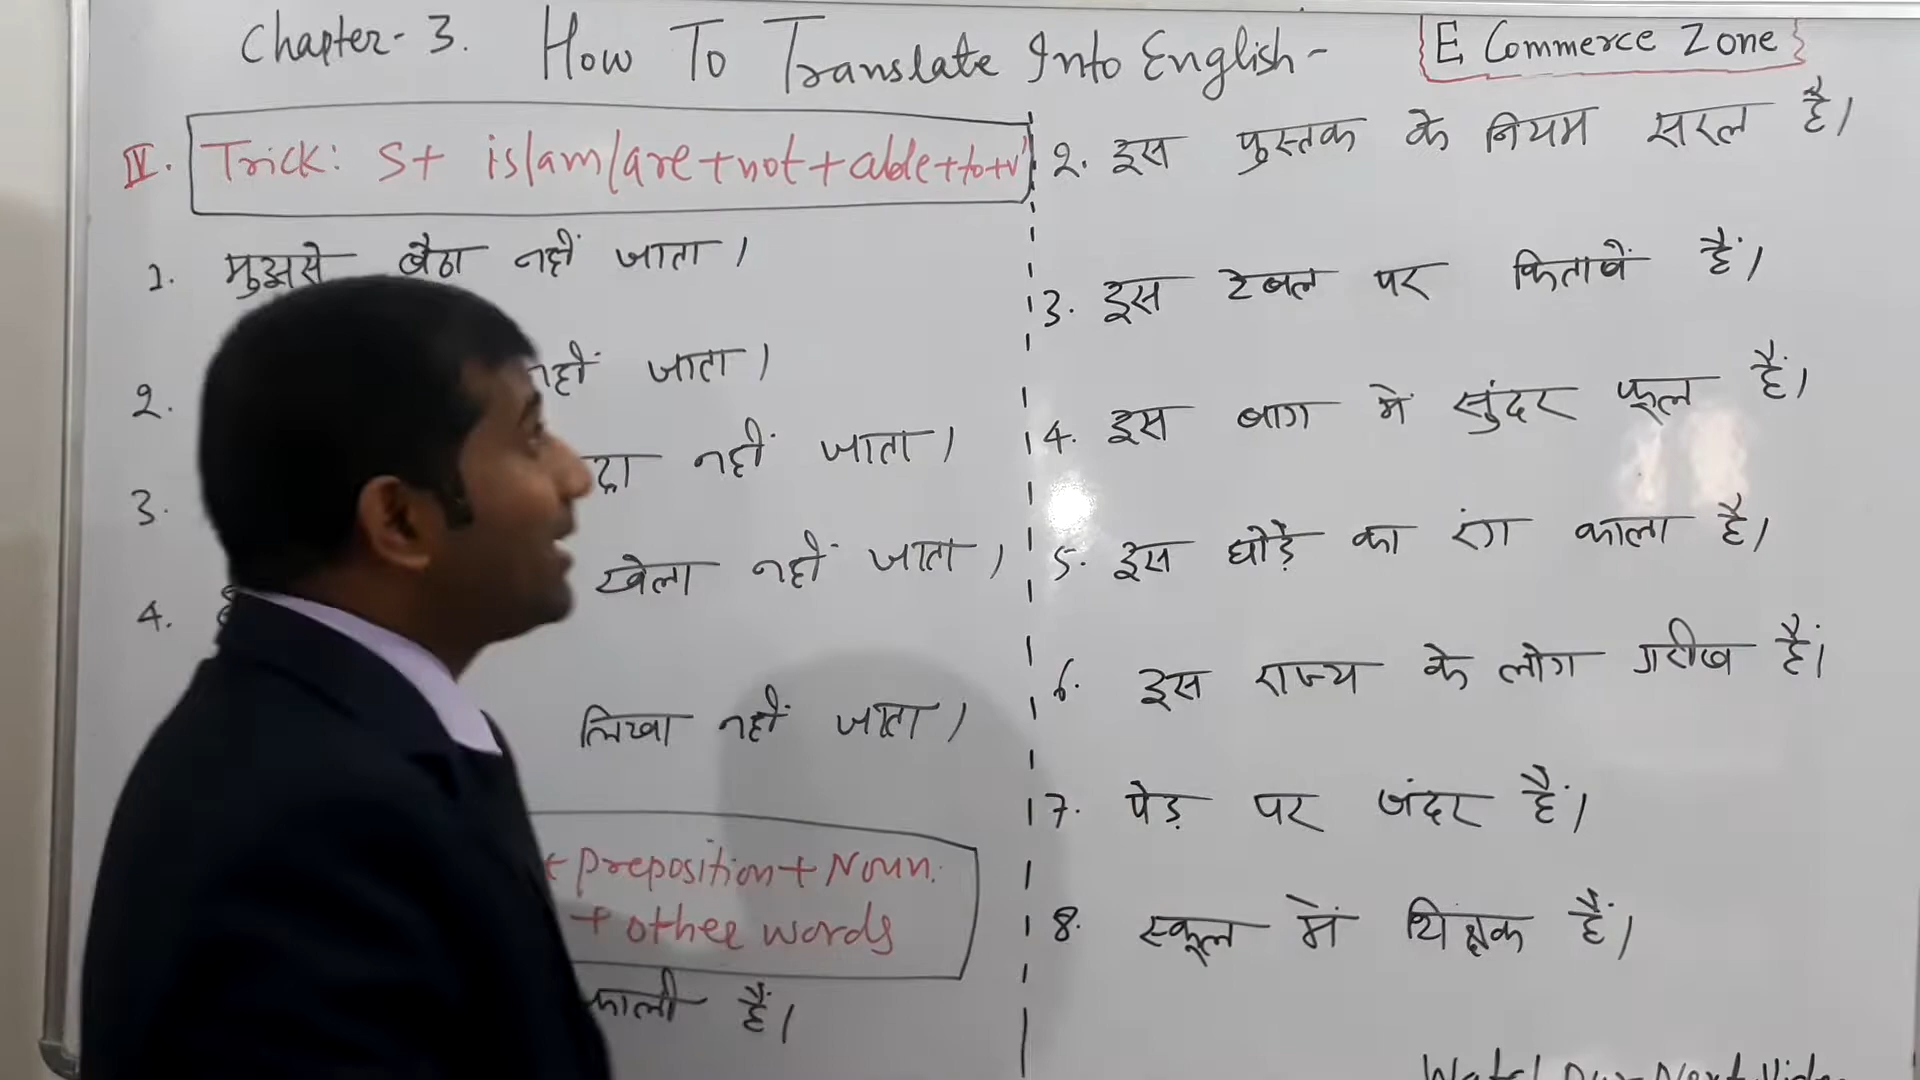 Chapter- 3. How To Translate Into English-
{E Commerce Zone}
IV. Trick: S+ is/am/are+not+able+to+v'
1. मुझसे बैठा नहीं जाता।
2. नहीं जाता।
3. नहीं जाता।
4. खेला नहीं जाता।
लिखा नहीं जाता।
+ Preposition + Noun.
+ other words
काली हैं।
2. इस पुस्तक के नियम सरल है।
3. इस टेबल पर किताबें हैं।
4. इस बाग में सुंदर फूल हैं।
5. इस घोड़े का रंग काला है।
6. इस राज्य के लोग गरीब हैं।
7. पेड़ पर बंदर हैं।
8. स्कूल में शिक्षक हैं।